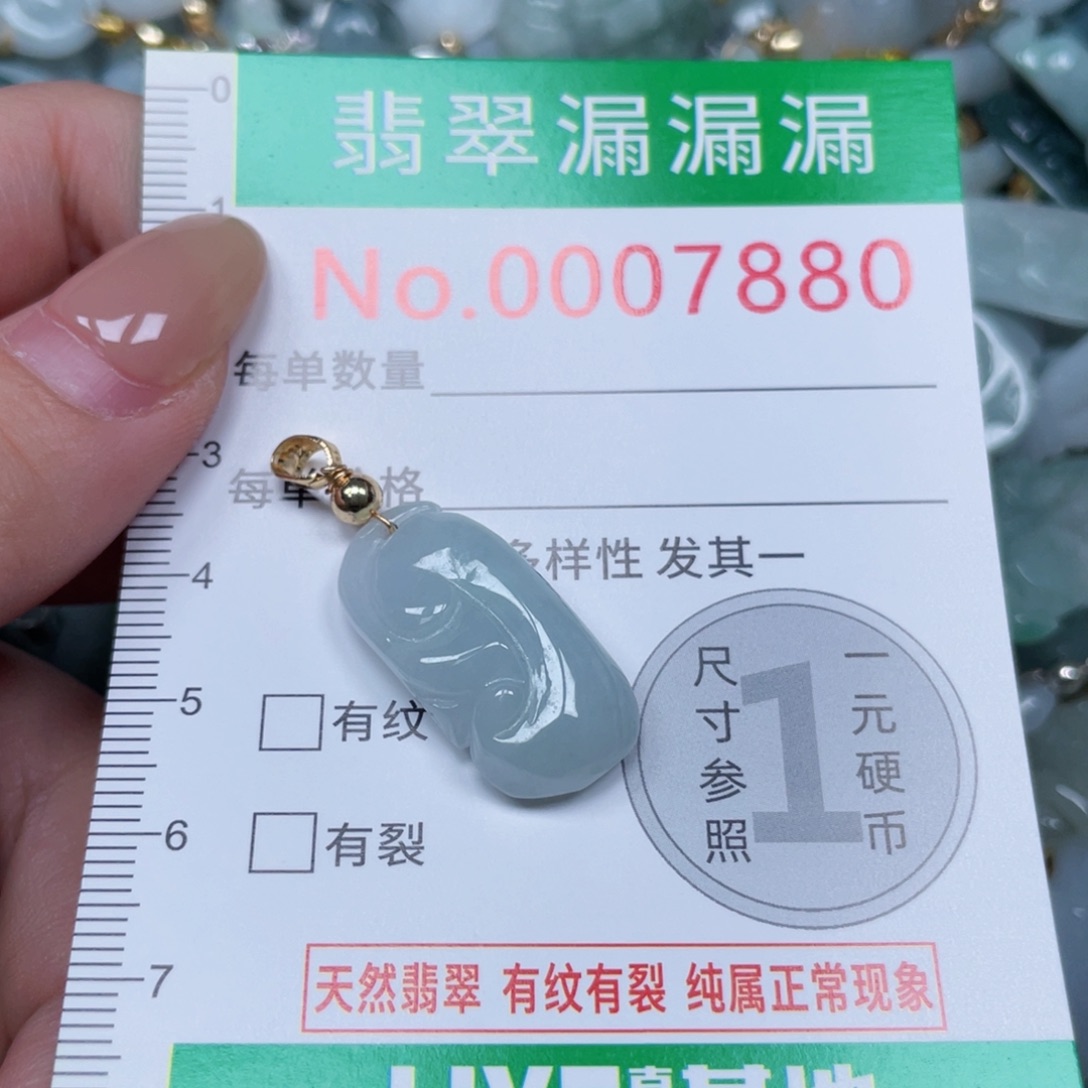 0
翡翠漏漏漏
1
No.0007880
每单数量
3
每单 格
多样性 发其一
4
尺寸参照
1
一元硬币
5
有纹
6
有裂
天然翡翠 有纹有裂 纯属正常现象
7